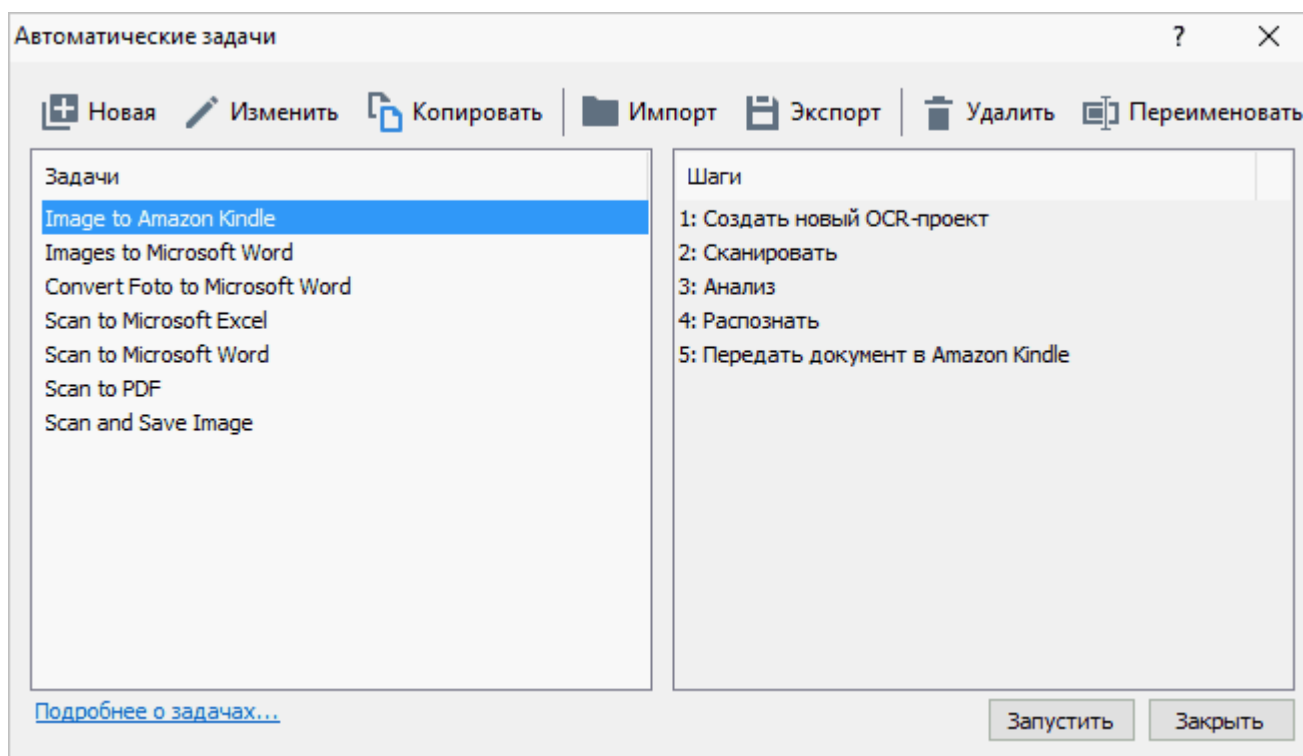 Автоматические задачи
Новая Изменить Копировать Импорт Экспорт Удалить Переименовать
Задачи
Image to Amazon Kindle
Images to Microsoft Word
Convert Foto to Microsoft Word
Scan to Microsoft Excel
Scan to Microsoft Word
Scan to PDF
Scan and Save Image
Шаги
1: Создать новый OCR-проект
2: Сканировать
3: Анализ
4: Распознать
5: Передать документ в Amazon Kindle
Подробнее о задачах...
Запустить Закрыть